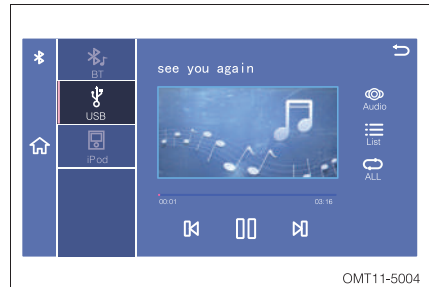 BT
USB
iPod
see you again
Audio
List
ALL
00:01
03:16
OMT11-5004